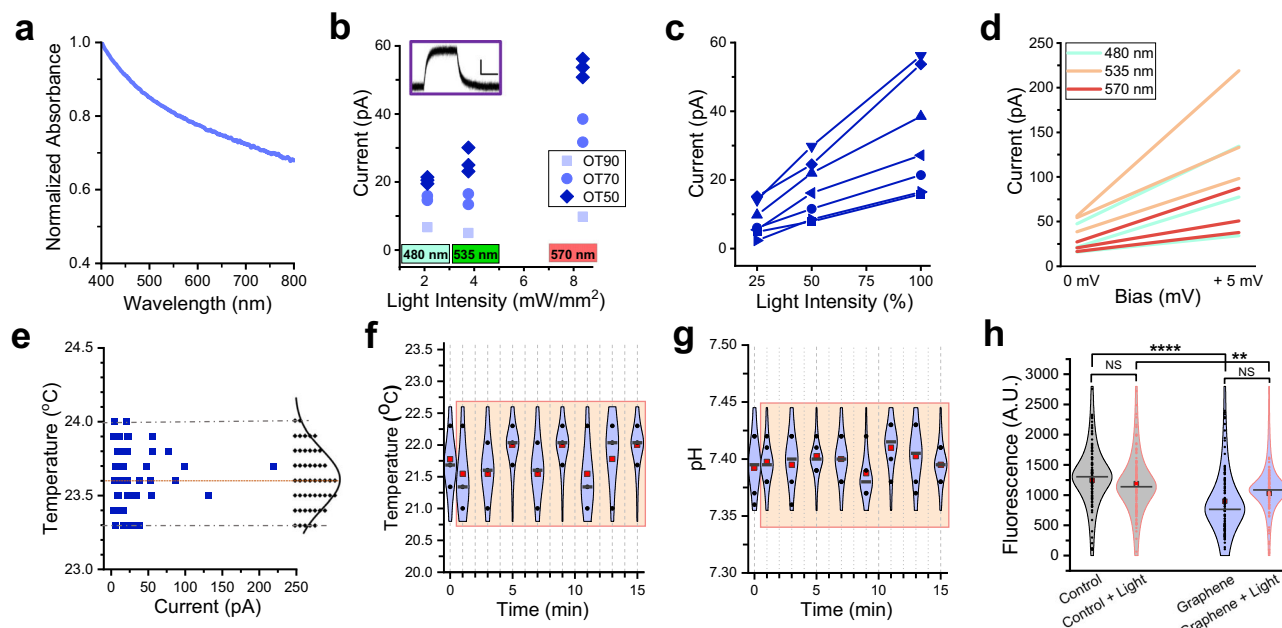 a
1.0
0.8
0.6
0.4
Normalized Absorbance
400 500 600 700 800
Wavelength (nm)
b
60
40
20
0
Current (pA)
OT90
OT70
OT50
480 nm 535 nm 570 nm
2 4 6 8
Light Intensity (mW/mm²)
c
60
40
20
0
Current (pA)
25 50 75 100
Light Intensity (%)
d
250
200
150
100
50
0
Current (pA)
480 nm
535 nm
570 nm
0 mV + 5 mV
Bias (mV)
e
24.5
24.0
23.5
23.0
Temperature (°C)
0 50 100 150 200 250
Current (pA)
f
23.5
23.0
22.5
22.0
21.5
21.0
20.5
20.0
Temperature (°C)
0 5 10 15
Time (min)
g
7.50
7.45
7.40
7.35
7.30
pH
0 5 10 15
Time (min)
h
3000
2500
2000
1500
1000
500
0
Fluorescence (A.U.)
****
**
NS
NS
Control
Control + Light
Graphene
Graphene + Light